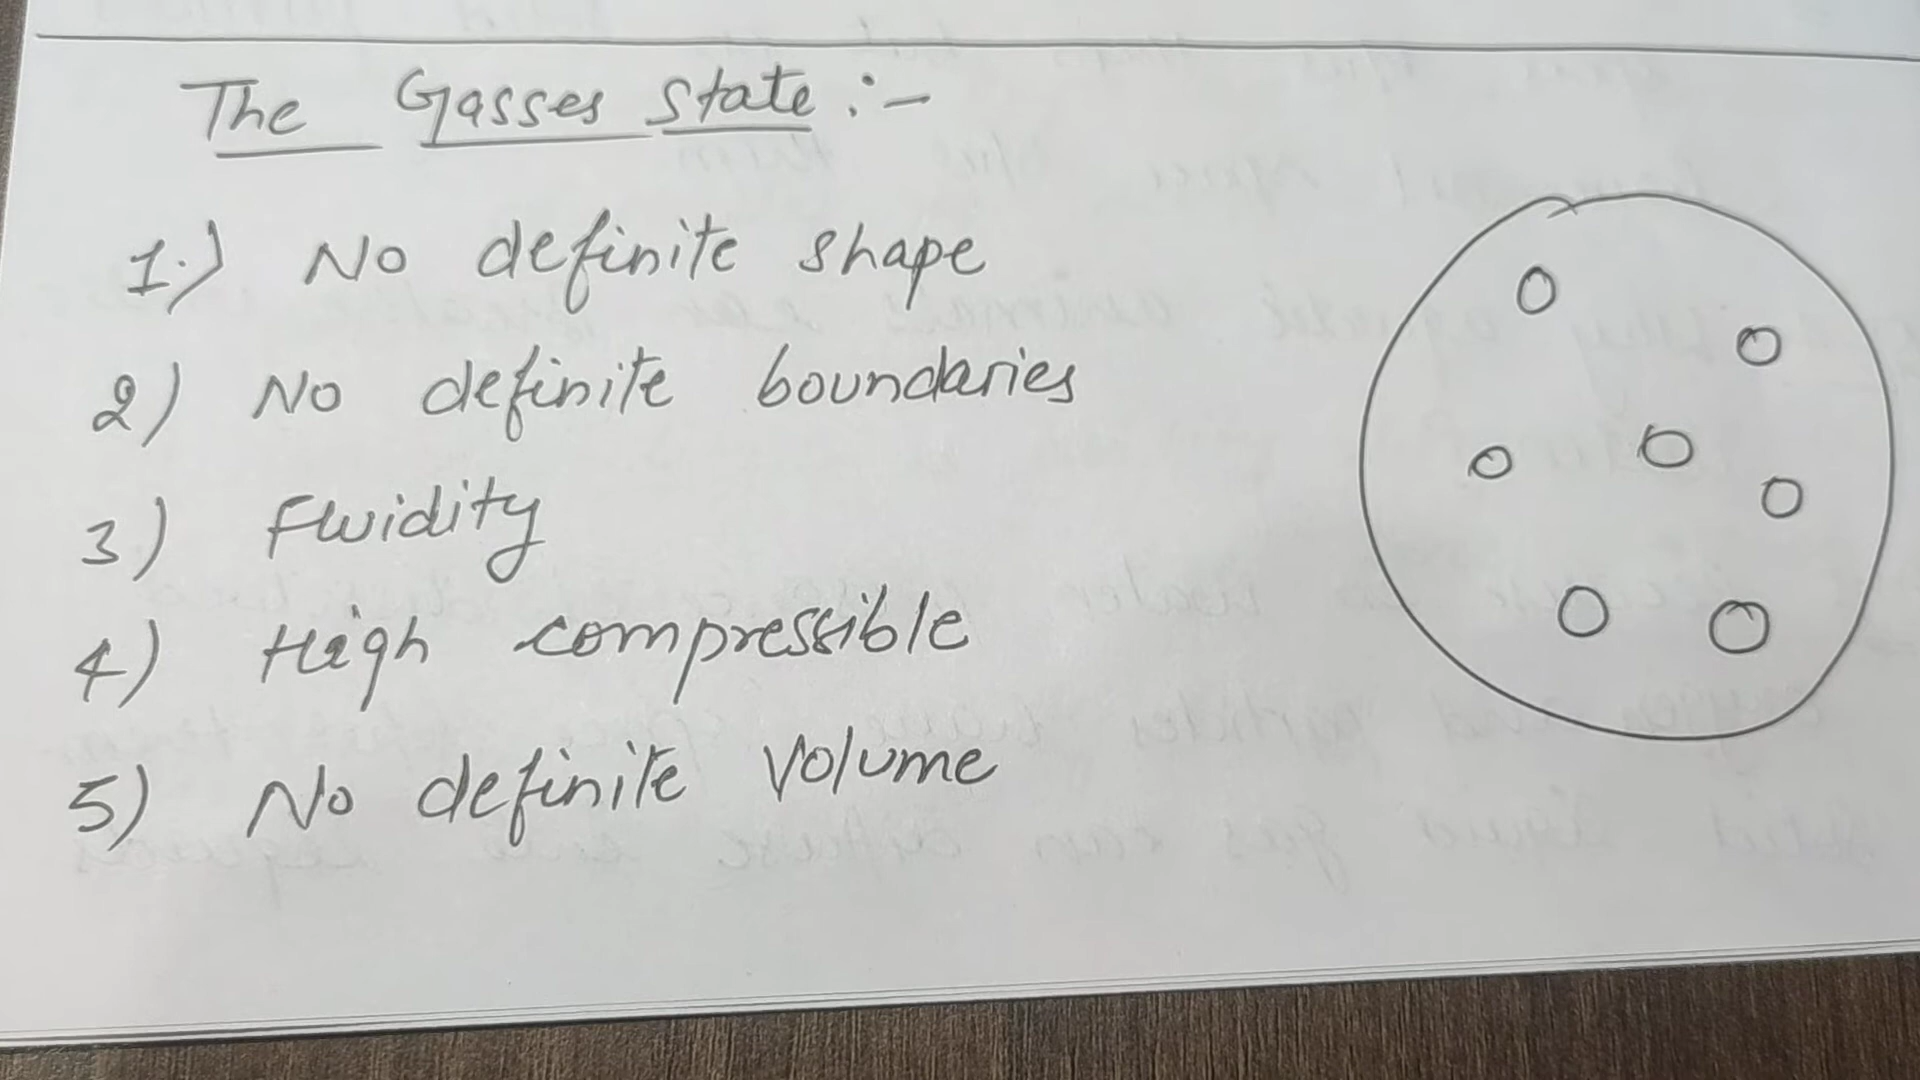 The Gasses state :-
1.) No definite shape
2) No definite boundaries
3) Fluidity
4) High compressible
5) No definite Volume